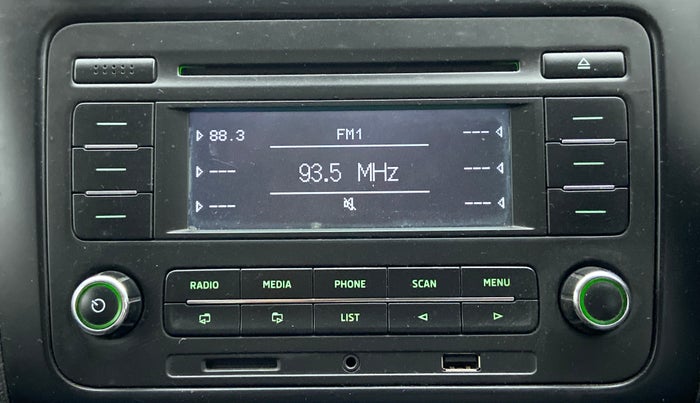 88.3 FM1 ---
--- 93.5 MHz ---
--- ---
RADIO MEDIA PHONE SCAN MENU
LIST